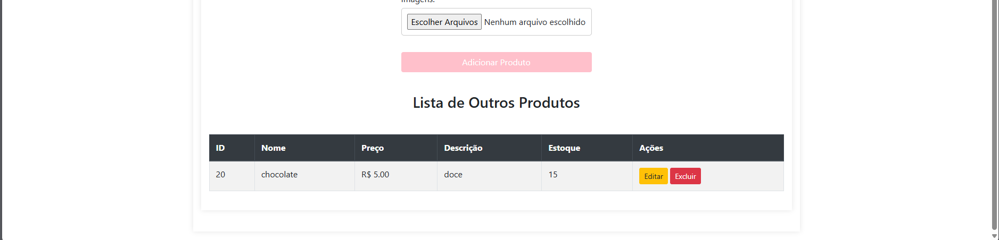 Imagens:
Escolher Arquivos Nenhum arquivo escolhido
Adicionar Produto
Lista de Outros Produtos
ID Nome Preço Descrição Estoque Ações
20 chocolate R$ 5.00 doce 15 Editar Excluir